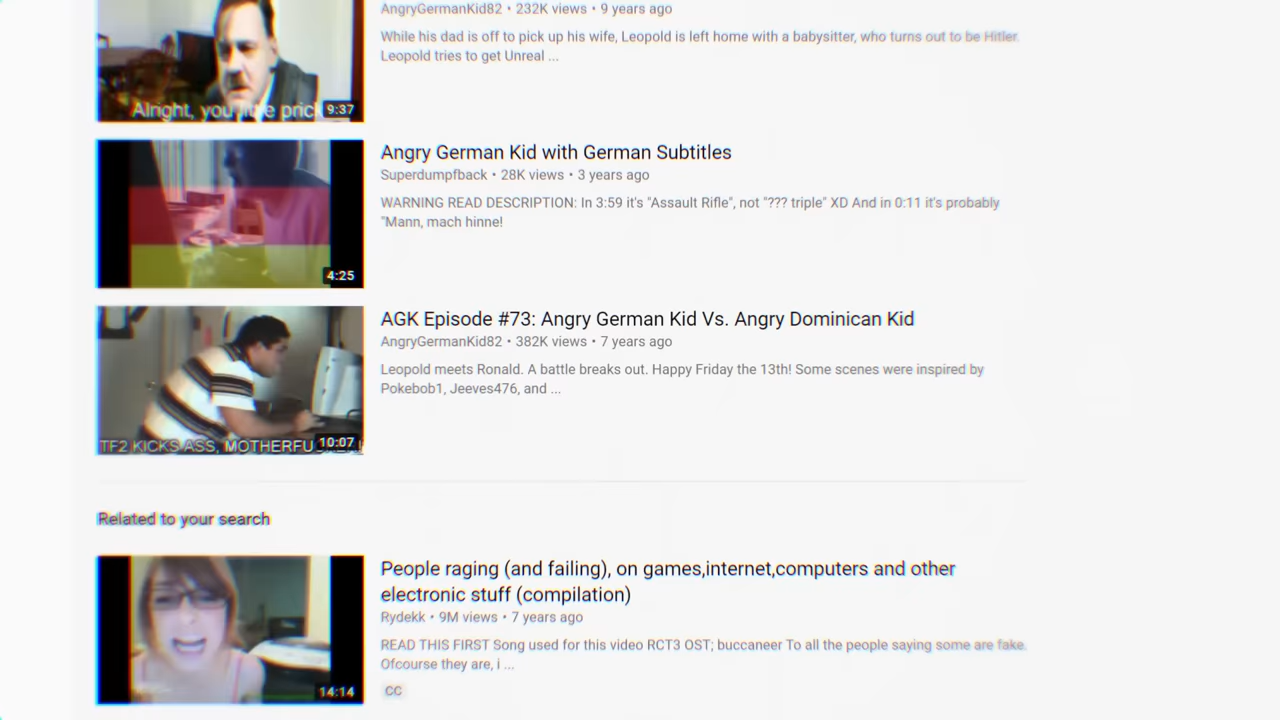 AngryGermanKid82 • 232K views • 9 years ago
While his dad is off to pick up his wife, Leopold is left home with a babysitter, who turns out to be Hitler.
Leopold tries to get Unreal ...
Alright, you little prick
9:37
Angry German Kid with German Subtitles
Superdumpfback • 28K views • 3 years ago
WARNING READ DESCRIPTION: In 3:59 it's "Assault Rifle", not "??? triple" XD And in 0:11 it's probably
"Mann, mach hinne!
4:25
AGK Episode #73: Angry German Kid Vs. Angry Dominican Kid
AngryGermanKid82 • 382K views • 7 years ago
Leopold meets Ronald. A battle breaks out. Happy Friday the 13th! Some scenes were inspired by
Pokebob1, Jeeves476, and ...
TF2 KICKS ASS, MOTHERFU
10:07
Related to your search
People raging (and failing), on games,internet,computers and other
electronic stuff (compilation)
Rydekk • 9M views • 7 years ago
READ THIS FIRST Song used for this video RCT3 OST; buccaneer To all the people saying some are fake.
Ofcourse they are, i ...
14:14
CC